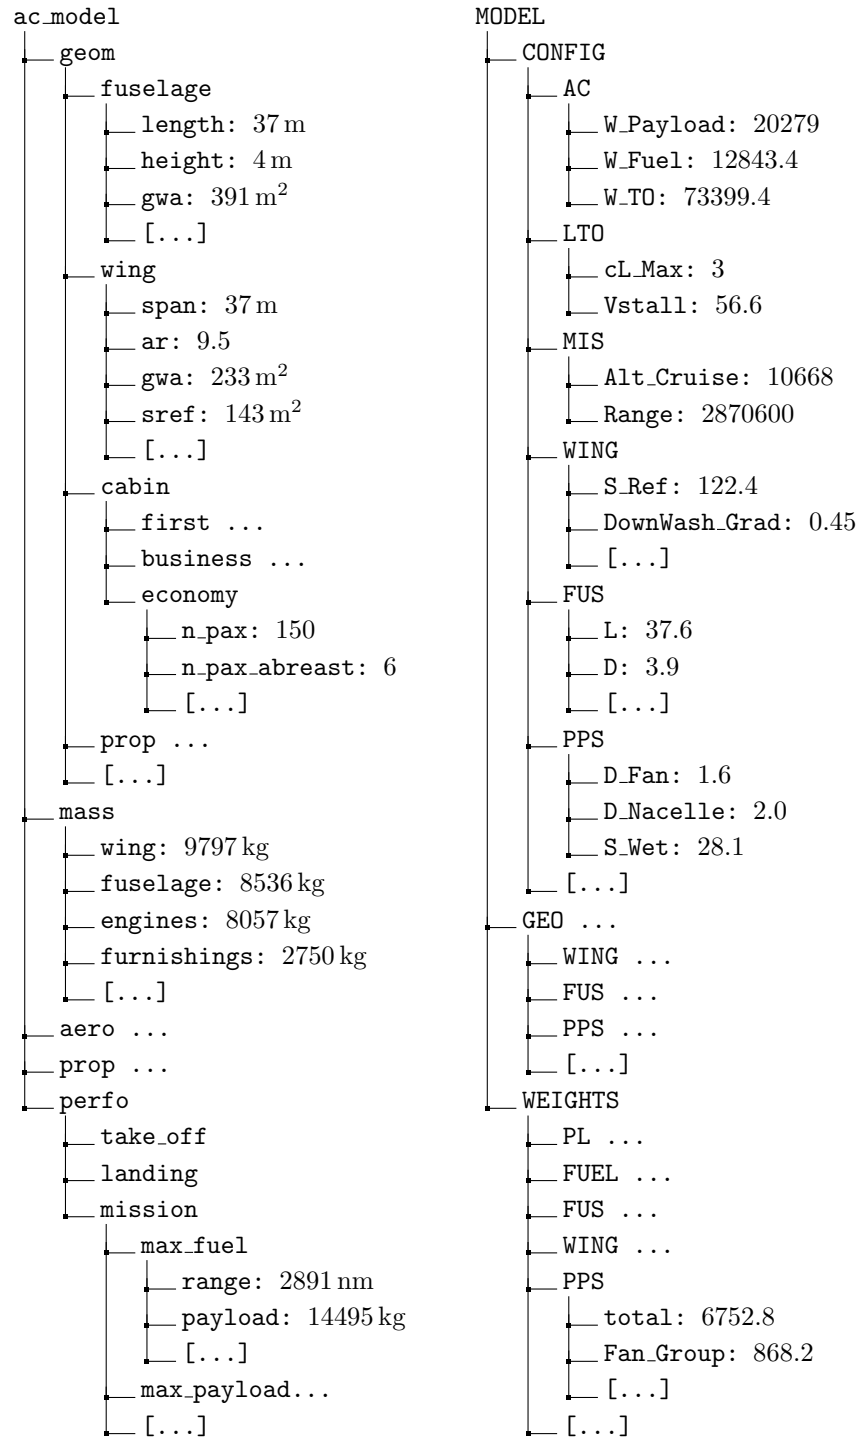 ac_model
geom
fuselage
length: 37 m
height: 4 m
gwa: 391 m²
[...]
wing
span: 37 m
ar: 9.5
gwa: 233 m²
sref: 143 m²
[...]
cabin
first ...
business ...
economy
n_pax: 150
n_pax_abreast: 6
[...]
prop ...
[...]
mass
wing: 9797 kg
fuselage: 8536 kg
engines: 8057 kg
furnishings: 2750 kg
[...]
aero ...
prop ...
perfo
take_off
landing
mission
max_fuel
range: 2891 nm
payload: 14495 kg
[...]
max_payload...
[...]
MODEL
CONFIG
AC
W_Payload: 20279
W_Fuel: 12843.4
W_TO: 73399.4
LTO
cL_Max: 3
Vstall: 56.6
MIS
Alt_Cruise: 10668
Range: 2870600
WING
S_Ref: 122.4
DownWash_Grad: 0.45
[...]
FUS
L: 37.6
D: 3.9
[...]
PPS
D_Fan: 1.6
D_Nacelle: 2.0
S_Wet: 28.1
[...]
GEO ...
WING ...
FUS ...
PPS ...
[...]
WEIGHTS
PL ...
FUEL ...
FUS ...
WING ...
PPS
total: 6752.8
Fan_Group: 868.2
[...]
[...]